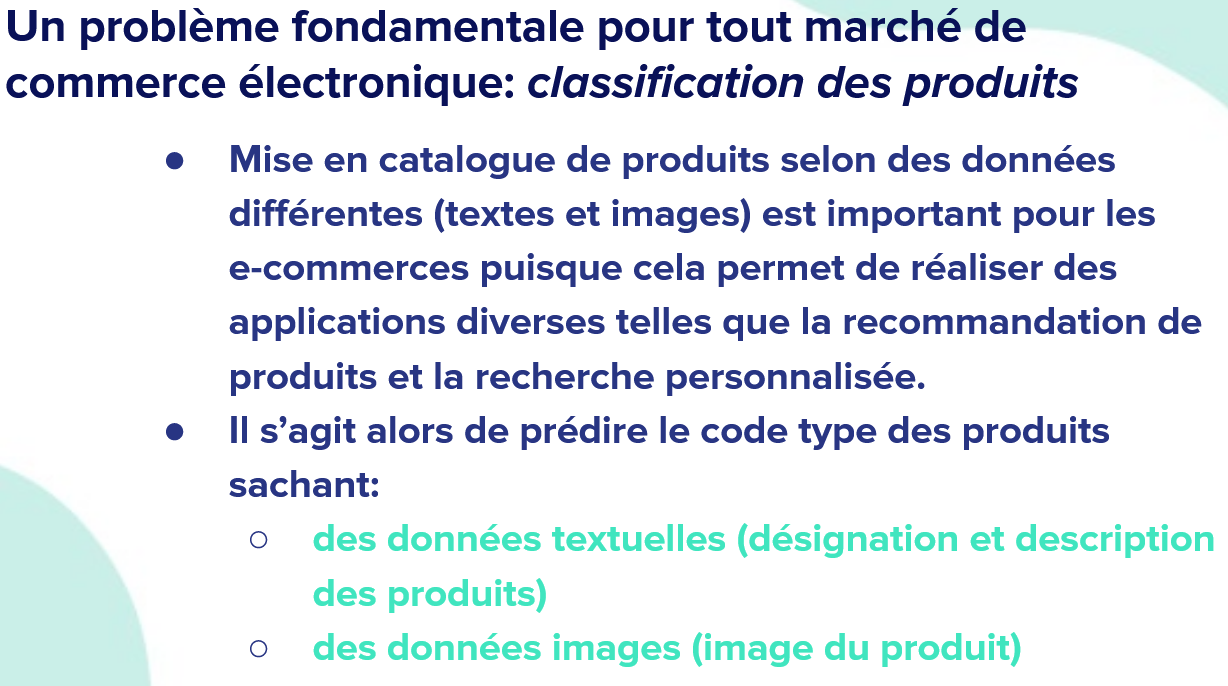 Un problème fondamentale pour tout marché de
commerce électronique: classification des produits
● Mise en catalogue de produits selon des données
différentes (textes et images) est important pour les
e-commerces puisque cela permet de réaliser des
applications diverses telles que la recommandation de
produits et la recherche personnalisée.
● Il s’agit alors de prédire le code type des produits
sachant:
○ des données textuelles (désignation et description
des produits)
○ des données images (image du produit)